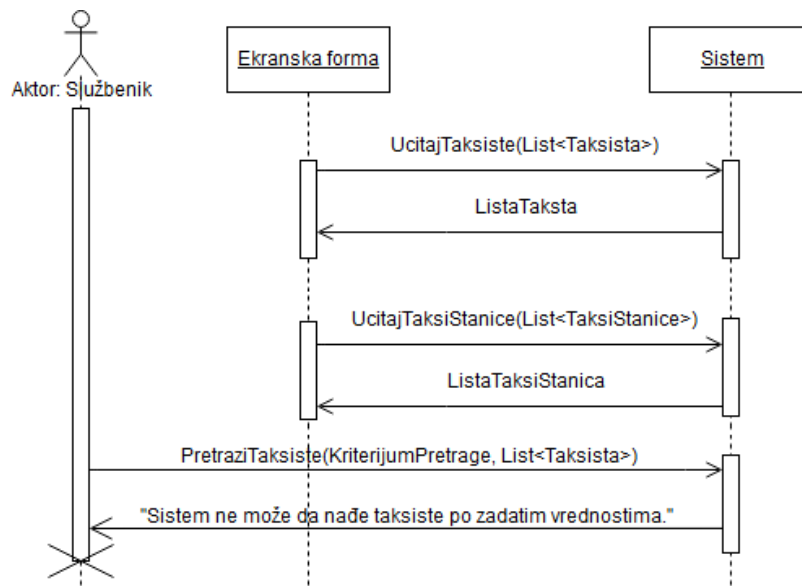 Ekranska forma
Sistem
Aktor: Službenik
UcitajTaksiste(List<Taksista>)
ListaTaksta
UcitajTaksiStanice(List<TaksiStanice>)
ListaTaksiStanica
PretraziTaksiste(KriterijumPretrage, List<Taksista>)
"Sistem ne može da nađe taksiste po zadatim vrednostima."